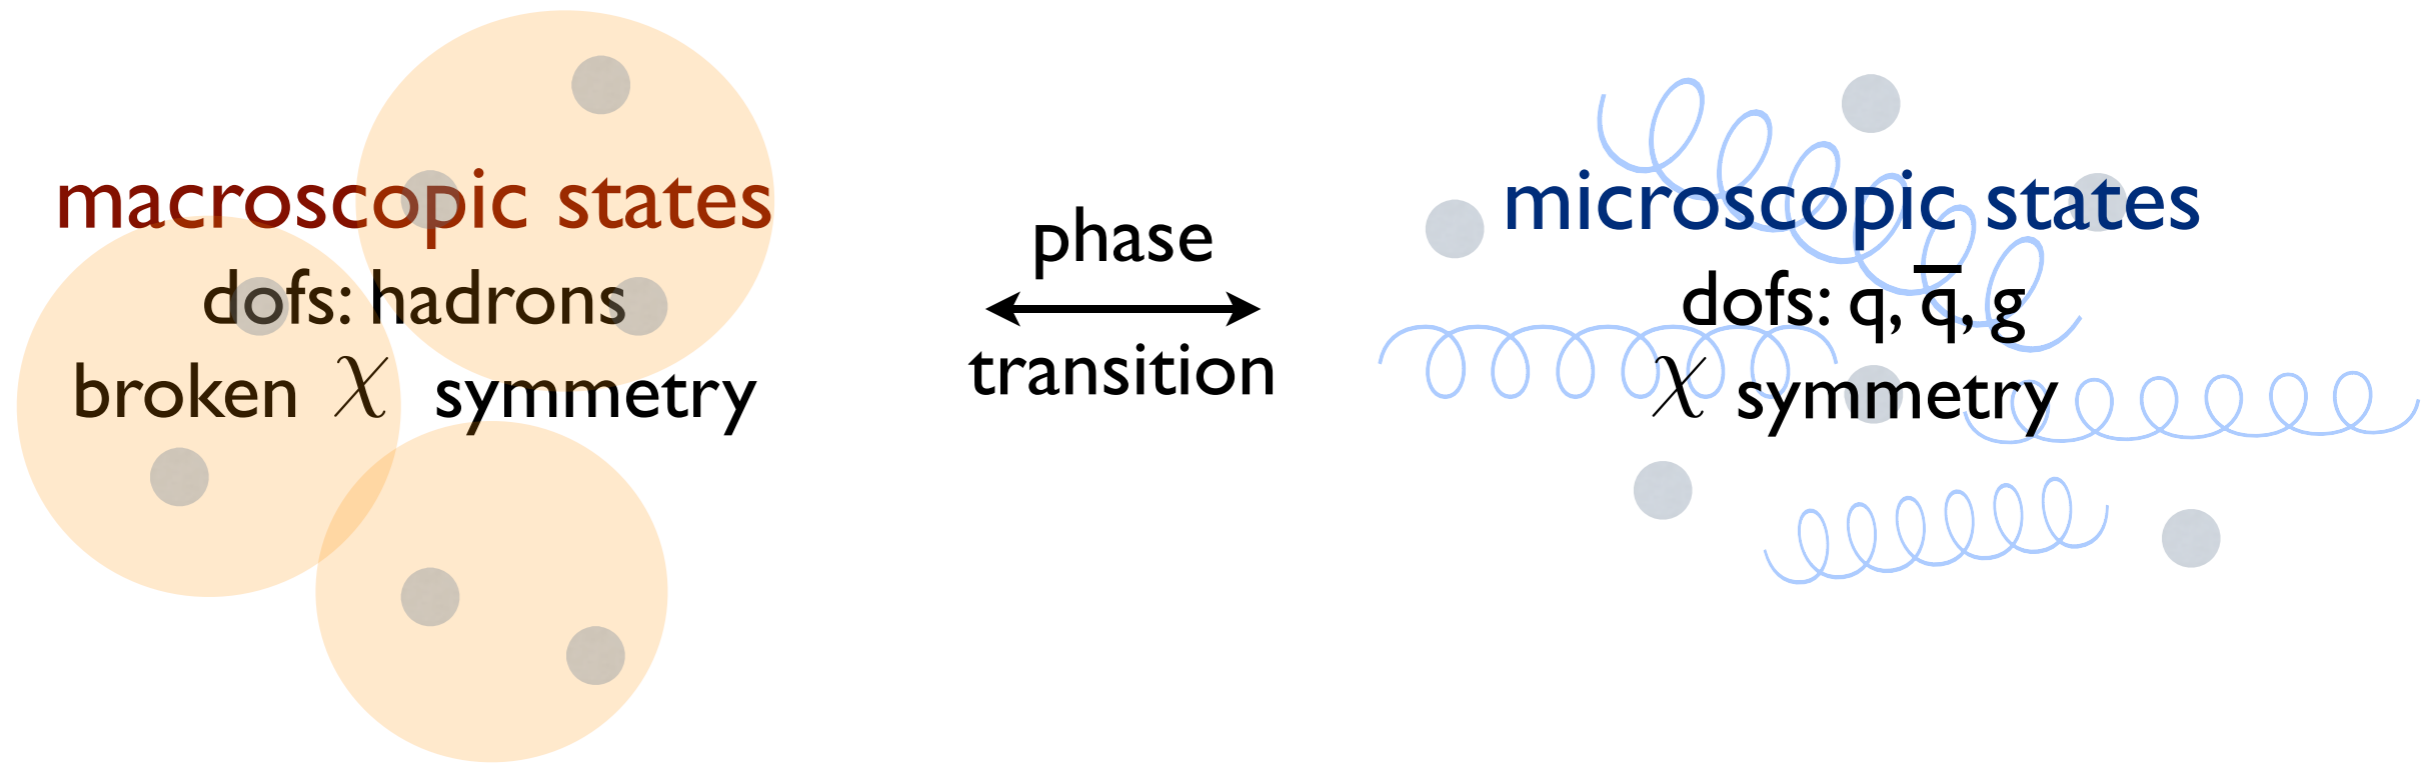 macroscopic states
dofs: hadrons
broken χ symmetry
phase
transition
microscopic states
dofs: q, q̅, g
χ symmetry